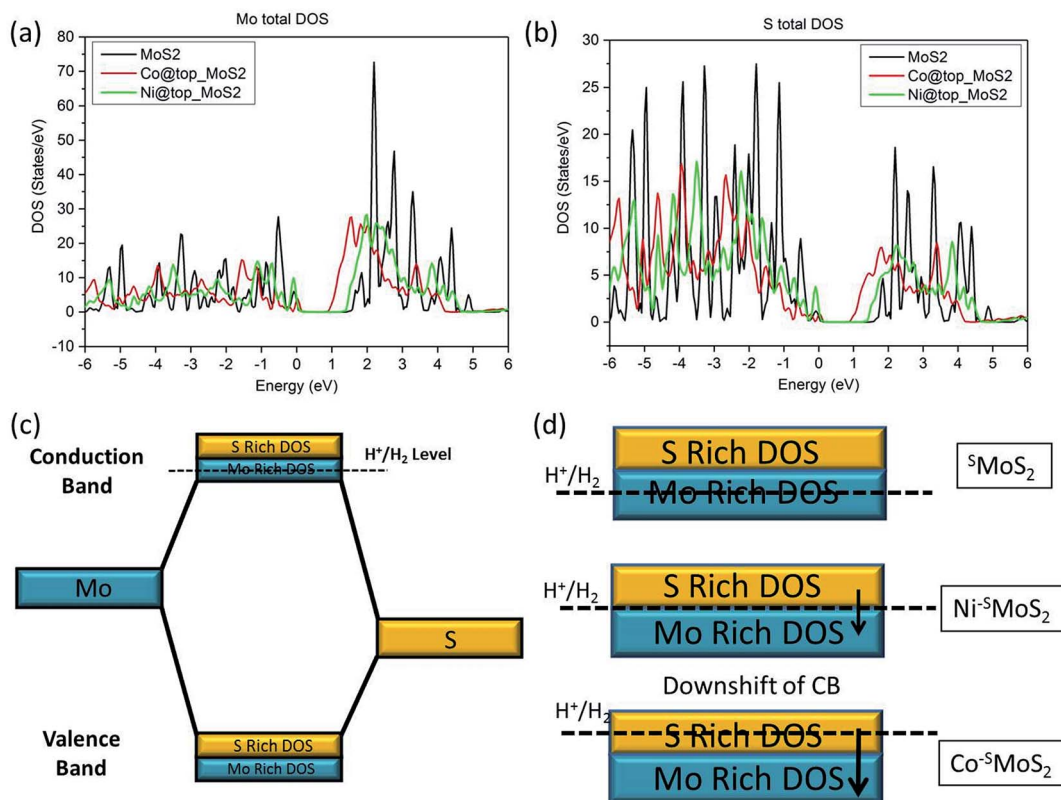 (a)
Mo total DOS
MoS2
Co@top_MoS2
Ni@top_MoS2
DOS (States/eV)
80
70
60
50
40
30
20
10
0
-10
-6 -5 -4 -3 -2 -1 0 1 2 3 4 5 6
Energy (eV)
(b)
S total DOS
MoS2
Co@top_MoS2
Ni@top_MoS2
DOS (States/eV)
30
25
20
15
10
5
0
-6 -5 -4 -3 -2 -1 0 1 2 3 4 5 6
Energy (eV)
(c)
Conduction
Band
S Rich DOS
Mo Rich DOS
H⁺/H₂ Level
Mo
S
Valence
Band
S Rich DOS
Mo Rich DOS
(d)
S Rich DOS
H⁺/H₂
Mo Rich DOS
ˢMoS₂
H⁺/H₂
S Rich DOS
Mo Rich DOS
Ni-ˢMoS₂
Downshift of CB
H⁺/H₂
S Rich DOS
Mo Rich DOS
Co-ˢMoS₂